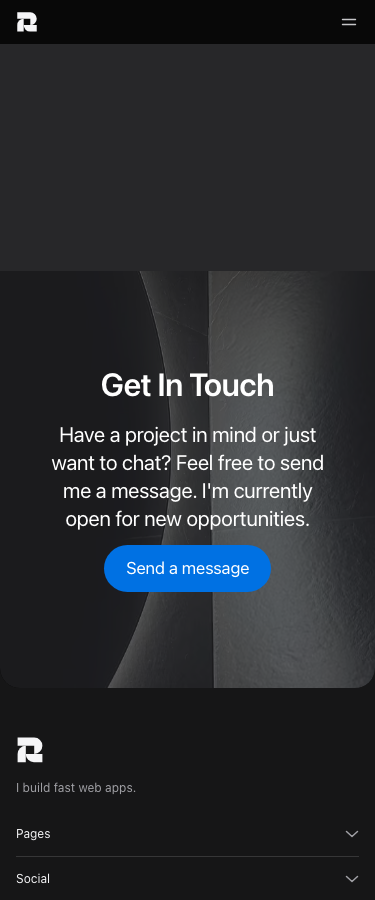 Get In Touch
Have a project in mind or just
want to chat? Feel free to send
me a message. I'm currently
open for new opportunities.
Send a message
I build fast web apps.
Pages
Social